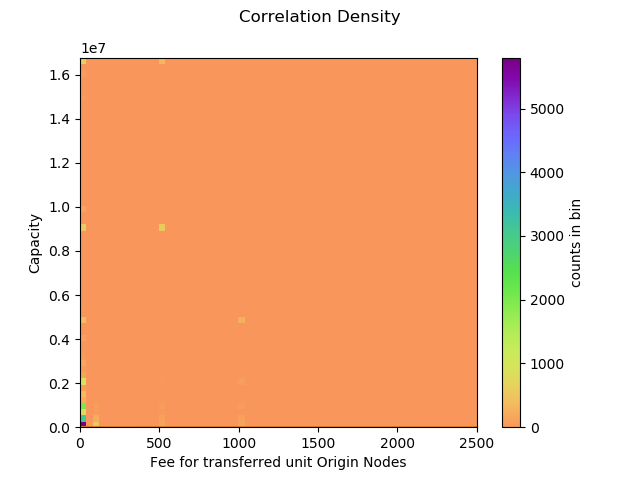 Correlation Density
1e7
1.6
1.4
1.2
1.0
0.8
0.6
0.4
0.2
0.0
Capacity
0 500 1000 1500 2000 2500
Fee for transferred unit Origin Nodes
5000
4000
3000
2000
1000
0
counts in bin